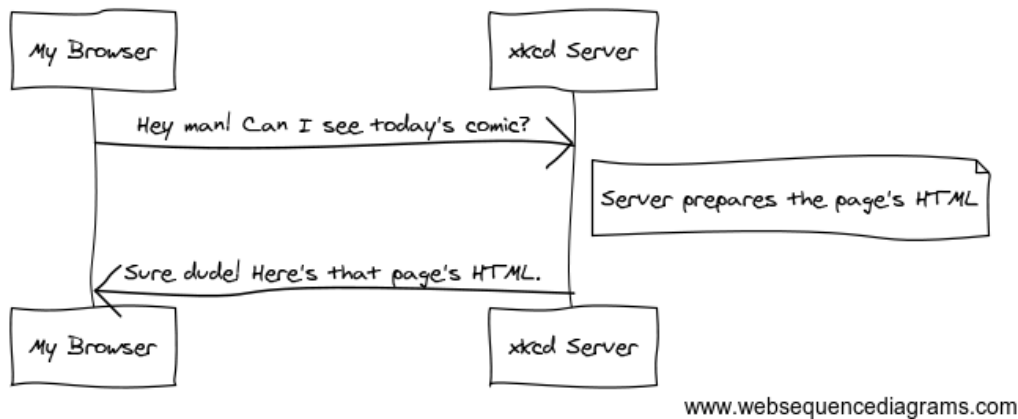 My Browser
xkcd Server
Hey man! Can I see today's comic?
Server prepares the page's HTML
Sure dude! Here's that page's HTML.
My Browser
xkcd Server
www.websequencediagrams.com